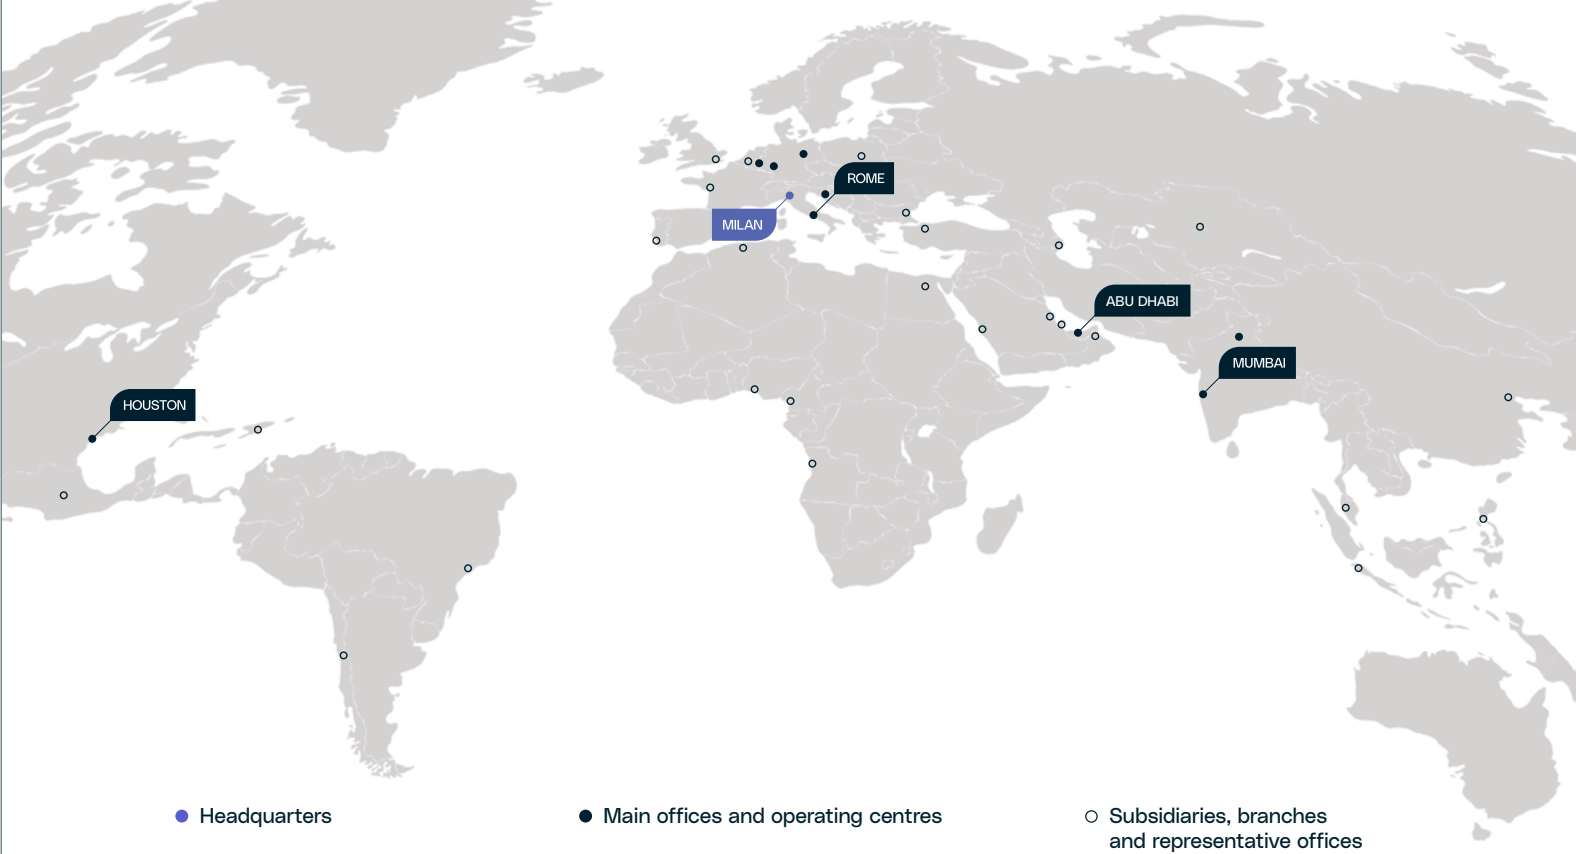 ROME
MILAN
ABU DHABI
MUMBAI
HOUSTON
Headquarters
Main offices and operating centres
Subsidiaries, branches
and representative offices